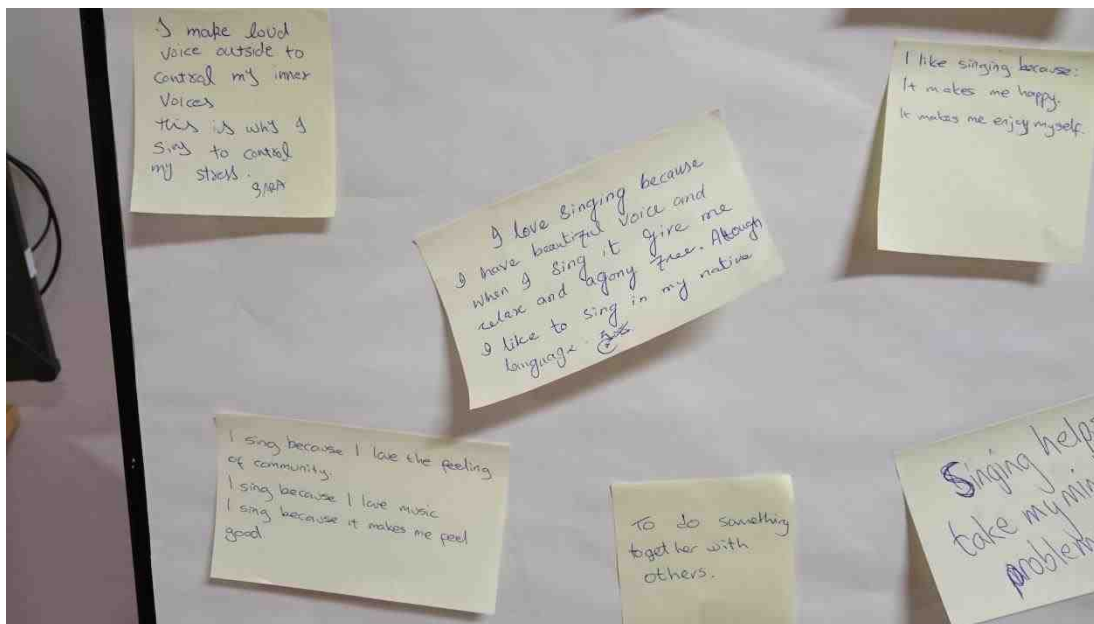 I make loud
voice outside to
control my inner
voices
this is why I
sing to control
my stress.
I love singing because
I have beautiful voice and
when I sing it give me
relax and agony free. Although
I like to sing in my native
language.
I like singing because:
It makes me happy.
It makes me enjoy myself.
I sing because I love the feeling
of community.
I sing because I love music
I sing because it makes me feel
good
To do something
together with
others.
Singing helps
take my
problem